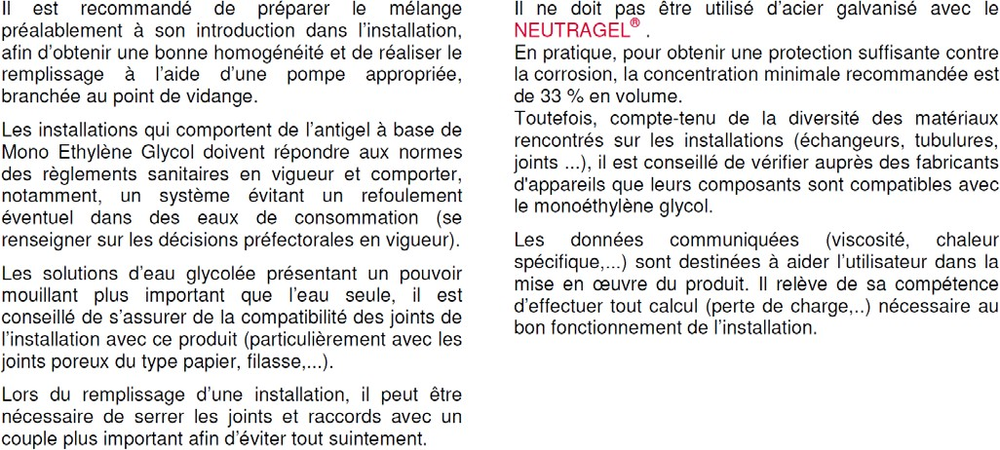 Il est recommandé de préparer le mélange
préalablement à son introduction dans l’installation,
afin d’obtenir une bonne homogénéité et de réaliser le
remplissage à l’aide d’une pompe appropriée,
branchée au point de vidange.
Les installations qui comportent de l’antigel à base de
Mono Ethylène Glycol doivent répondre aux normes
des règlements sanitaires en vigueur et comporter,
notamment, un système évitant un refoulement
éventuel dans des eaux de consommation (se
renseigner sur les décisions préfectorales en vigueur).
Les solutions d’eau glycolée présentant un pouvoir
mouillant plus important que l’eau seule, il est
conseillé de s’assurer de la compatibilité des joints de
l’installation avec ce produit (particulièrement avec les
joints poreux du type papier, filasse,...).
Lors du remplissage d’une installation, il peut être
nécessaire de serrer les joints et raccords avec un
couple plus important afin d’éviter tout suintement.
Il ne doit pas être utilisé d’acier galvanisé avec le
NEUTRAGEL® .
En pratique, pour obtenir une protection suffisante contre
la corrosion, la concentration minimale recommandée est
de 33 % en volume.
Toutefois, compte-tenu de la diversité des matériaux
rencontrés sur les installations (échangeurs, tubulures,
joints ...), il est conseillé de vérifier auprès des fabricants
d'appareils que leurs composants sont compatibles avec
le monoéthylène glycol.
Les données communiquées (viscosité, chaleur
spécifique,...) sont destinées à aider l’utilisateur dans la
mise en œuvre du produit. Il relève de sa compétence
d’effectuer tout calcul (perte de charge,..) nécessaire au
bon fonctionnement de l’installation.